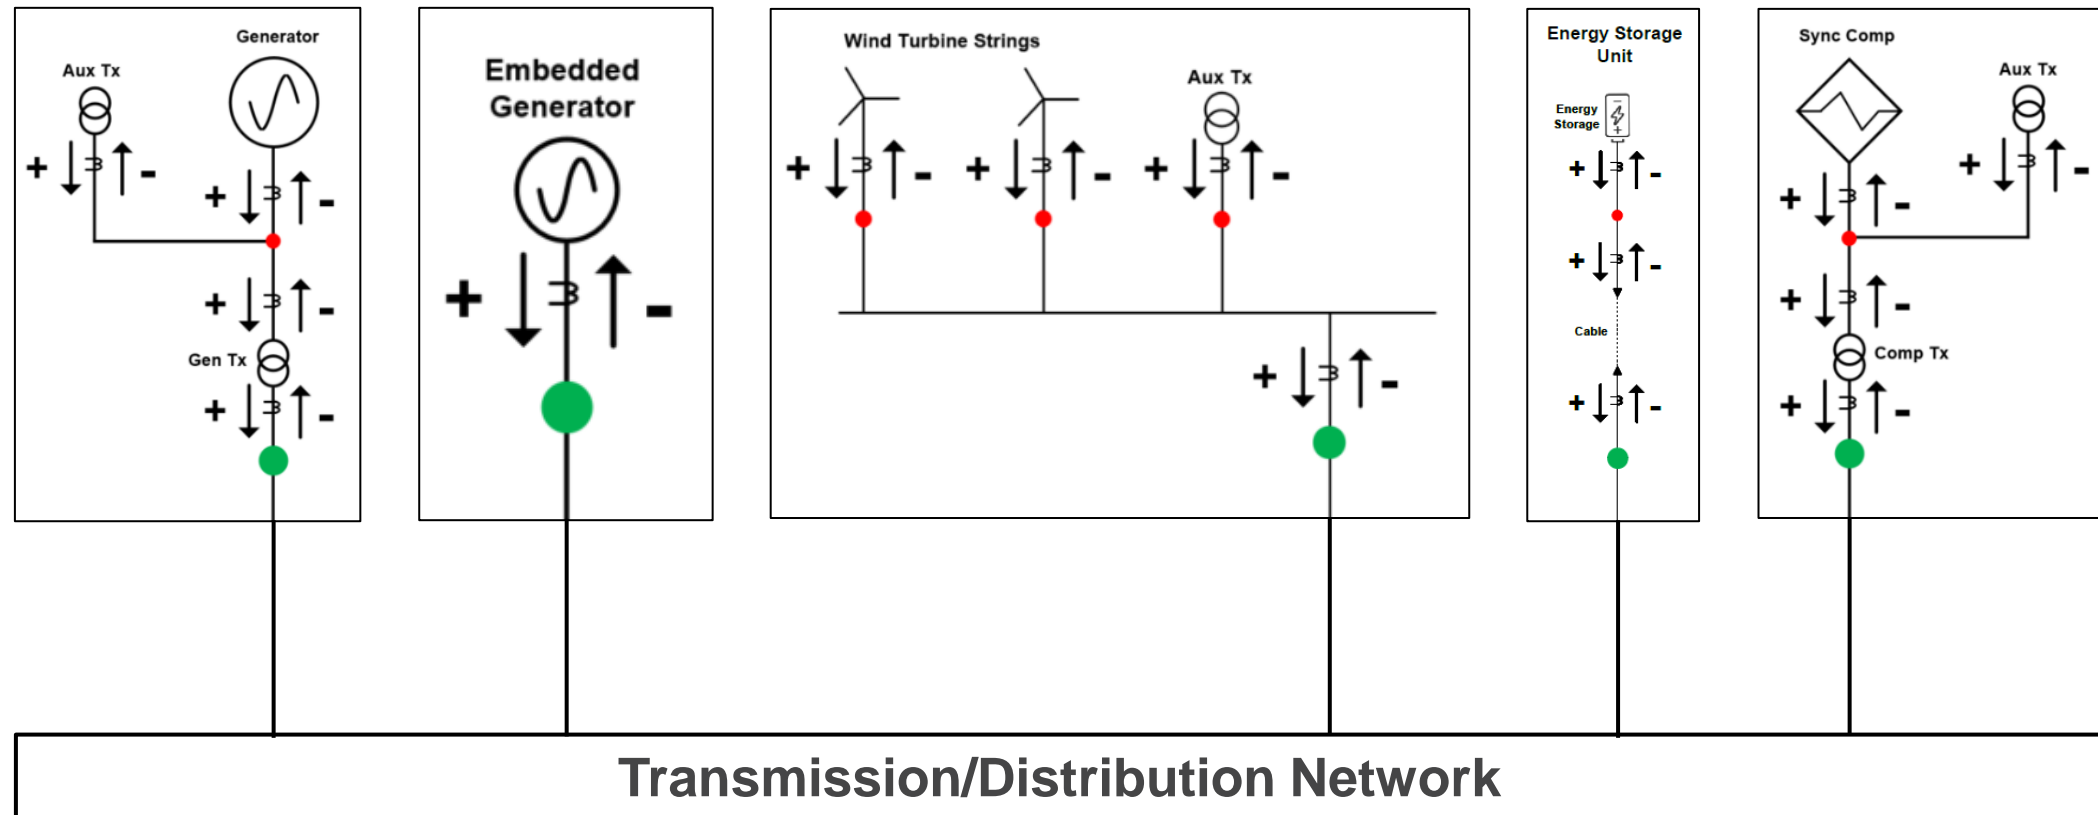 Generator
Aux Tx
+ -
+ -
+ -
Gen Tx
+ -
Embedded
Generator
+ -
Wind Turbine Strings
Aux Tx
+ -
+ -
+ -
+ -
Energy Storage
Unit
Energy
Storage
+ -
+ -
Cable
+ -
Sync Comp
Aux Tx
+ -
+ -
+ -
Comp Tx
+ -
Transmission/Distribution Network